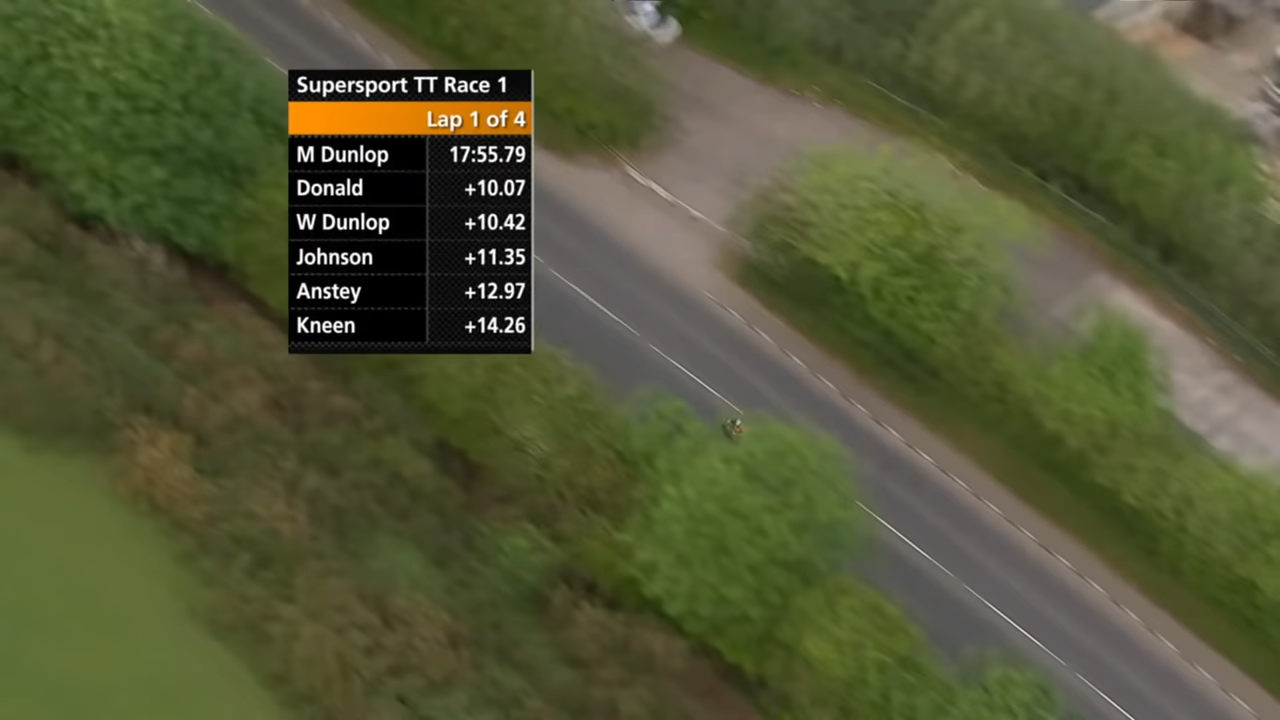 Supersport TT Race 1
Lap 1 of 4
M Dunlop 17:55.79
Donald +10.07
W Dunlop +10.42
Johnson +11.35
Anstey +12.97
Kneen +14.26